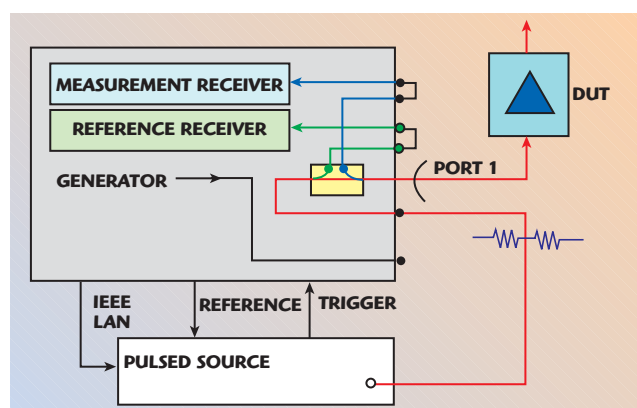 MEASUREMENT RECEIVER
REFERENCE RECEIVER
GENERATOR
PORT 1
DUT
IEEE
LAN
REFERENCE
TRIGGER
PULSED SOURCE